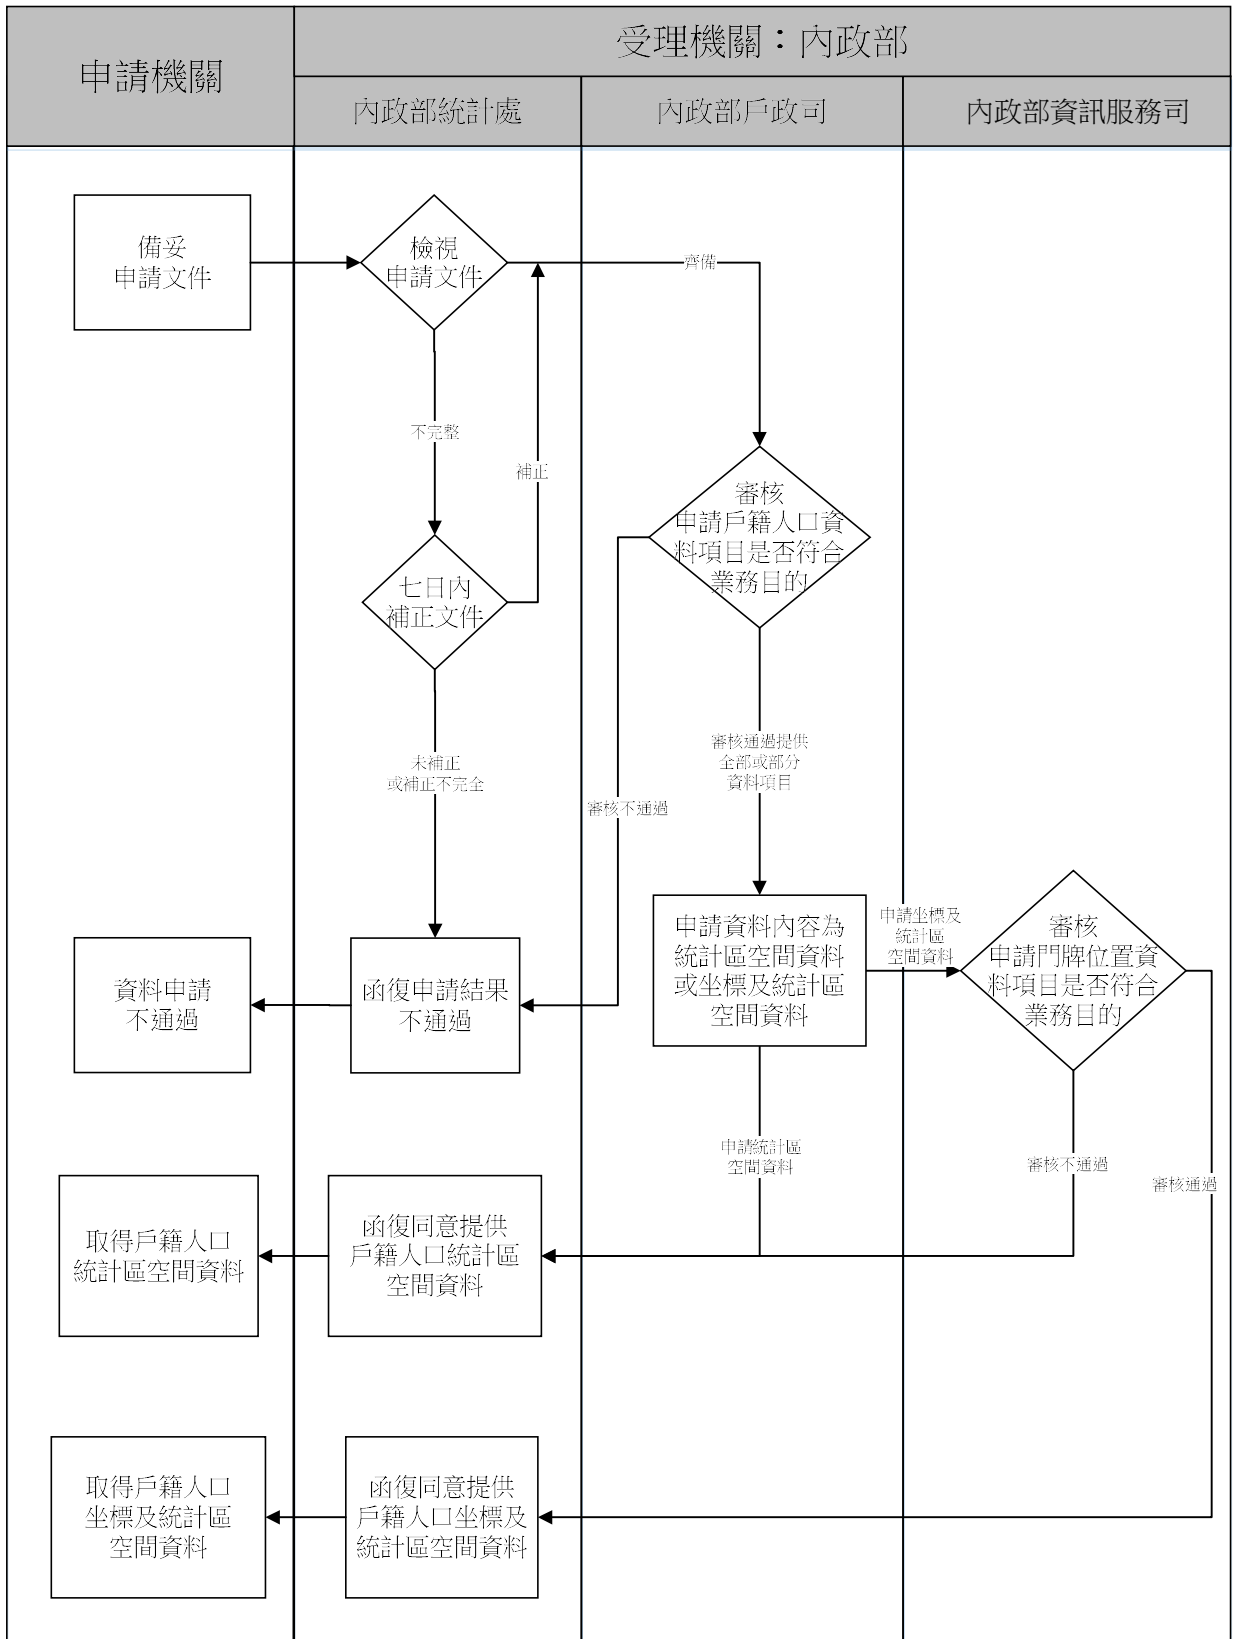 申請機關
受理機關：內政部
內政部統計處
內政部戶政司
內政部資訊服務司
備妥
申請文件
檢視
申請文件
齊備
不完整
補正
七日內
補正文件
審核
申請戶籍人口資
料項目是否符合
業務目的
未補正
或補正不完全
審核通過提供
全部或部分
資料項目
審核不通過
資料申請
不通過
函復申請結果
不通過
申請資料內容為
統計區空間資料
或坐標及統計區
空間資料
申請坐標及
統計區
空間資料
審核
申請門牌位置資
料項目是否符合
業務目的
申請統計區
空間資料
審核不通過
審核通過
取得戶籍人口
統計區空間資料
函復同意提供
戶籍人口統計區
空間資料
取得戶籍人口
坐標及統計區
空間資料
函復同意提供
戶籍人口坐標及
統計區空間資料